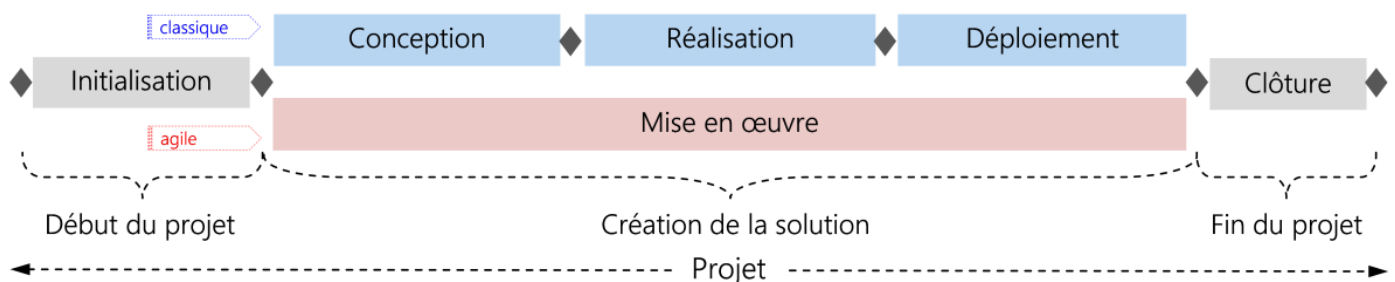 classique
Conception
Réalisation
Déploiement
Initialisation
Clôture
Mise en œuvre
agile
Début du projet
Création de la solution
Fin du projet
Projet